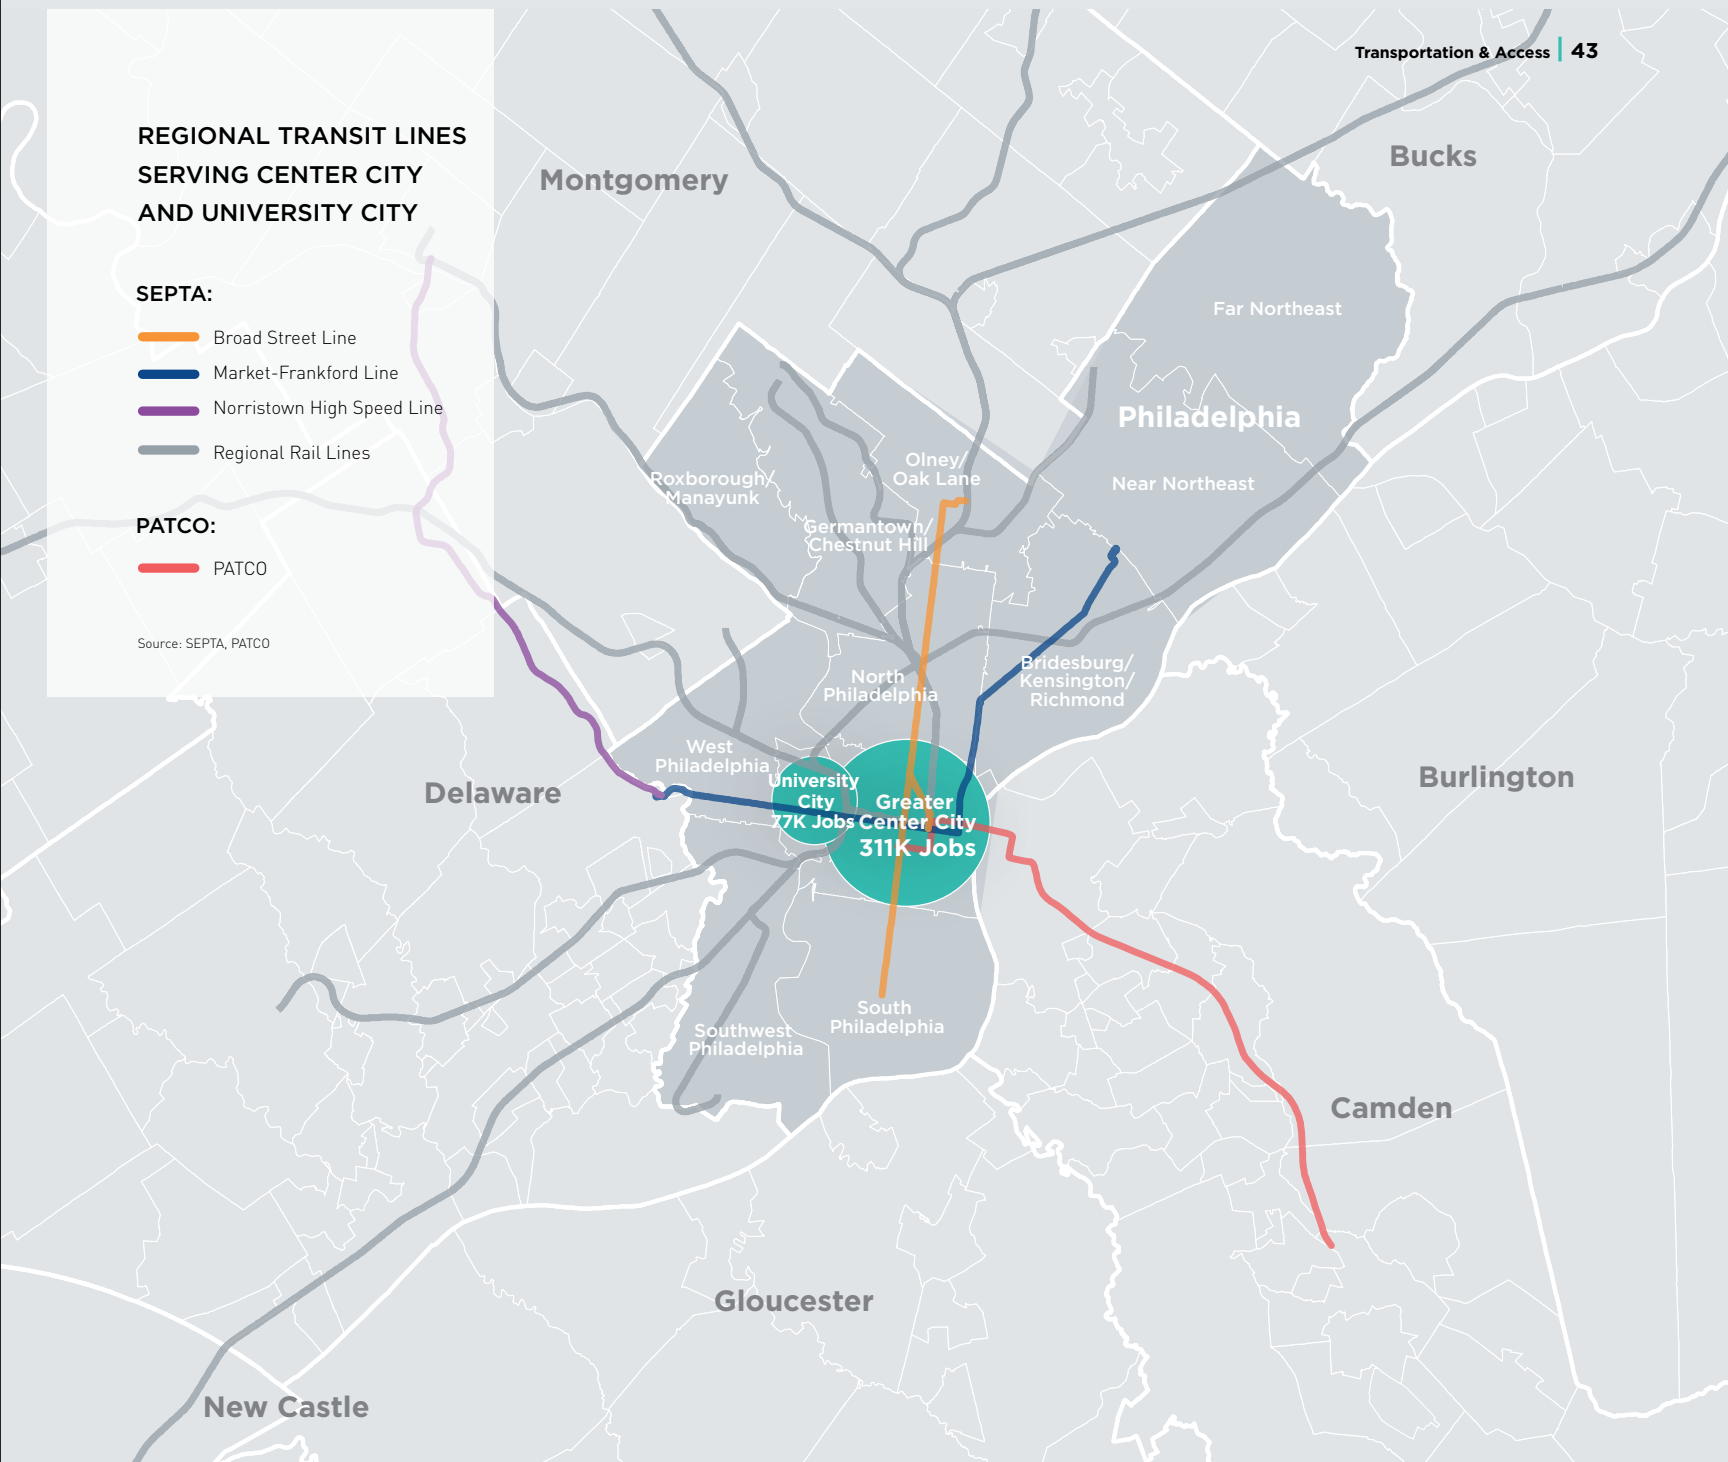 Transportation & Access | 43
REGIONAL TRANSIT LINES
SERVING CENTER CITY
AND UNIVERSITY CITY
SEPTA:
Broad Street Line
Market-Frankford Line
Norristown High Speed Line
Regional Rail Lines
PATCO:
PATCO
Source: SEPTA, PATCO
Montgomery
Bucks
Far Northeast
Philadelphia
Near Northeast
Olney/
Oak Lane
Roxborough/
Manayunk
Germantown/
Chestnut Hill
Bridesburg/
Kensington/
Richmond
North
Philadelphia
West
Philadelphia
University
City
77K Jobs
Greater
Center City
311K Jobs
Delaware
Burlington
South
Philadelphia
Southwest
Philadelphia
Camden
Gloucester
New Castle